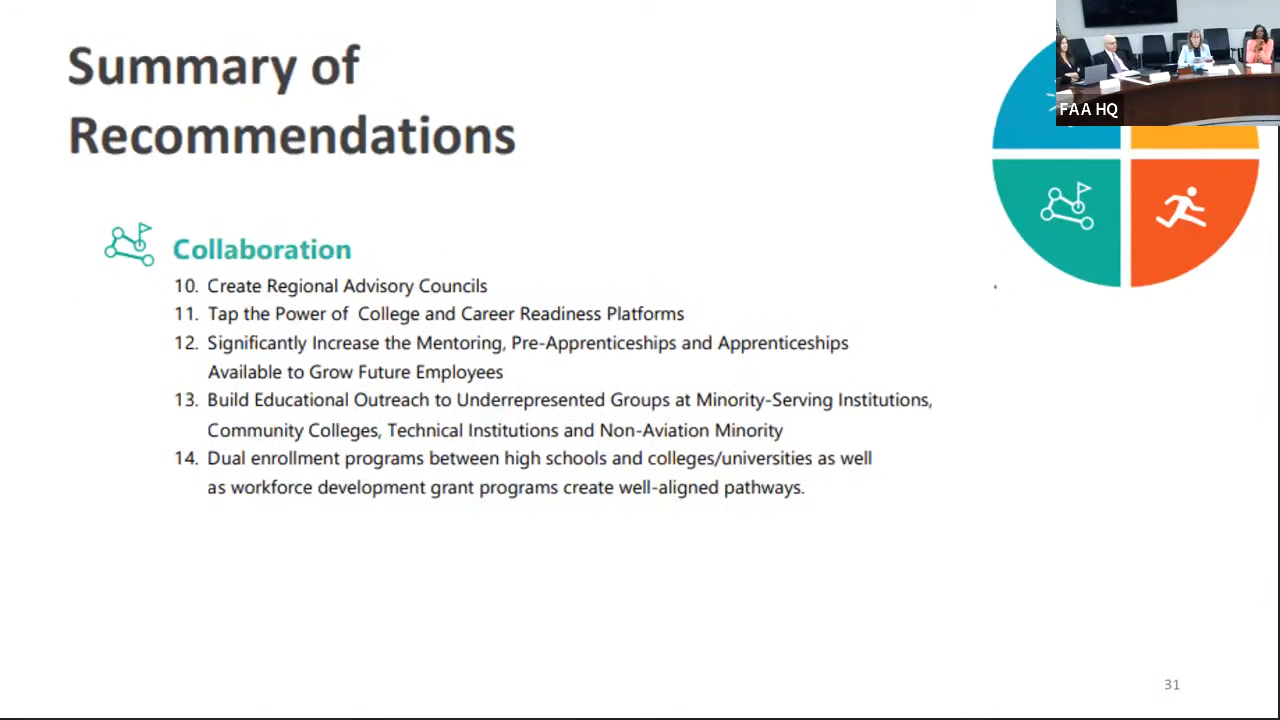 Summary of
Recommendations
FAA HQ
Collaboration
10. Create Regional Advisory Councils
11. Tap the Power of College and Career Readiness Platforms
12. Significantly Increase the Mentoring, Pre-Apprenticeships and Apprenticeships
Available to Grow Future Employees
13. Build Educational Outreach to Underrepresented Groups at Minority-Serving Institutions,
Community Colleges, Technical Institutions and Non-Aviation Minority
14. Dual enrollment programs between high schools and colleges/universities as well
as workforce development grant programs create well-aligned pathways.
31